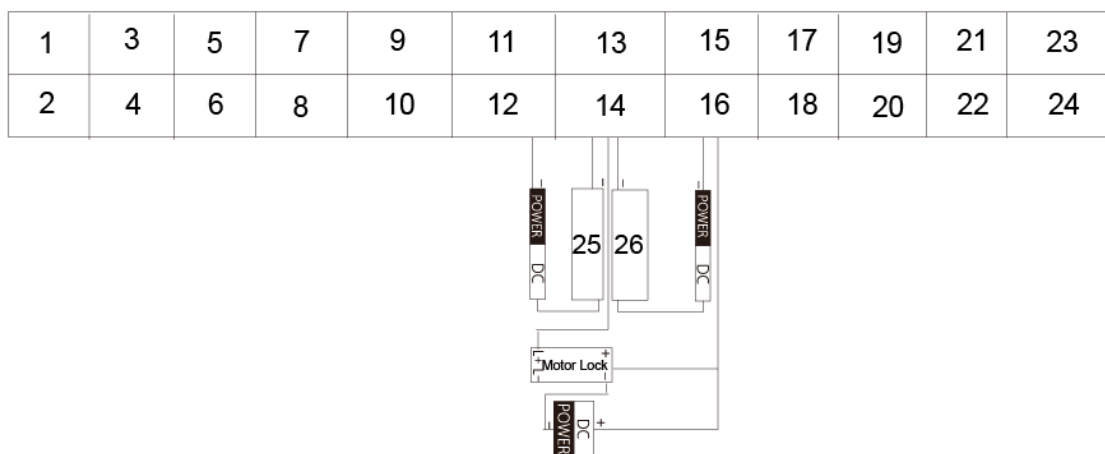 1 3 5 7 9 11 13 15 17 19 21 23
2 4 6 8 10 12 14 16 18 20 22 24
− − − −
POWER DC
25 26
POWER DC
L+L Motor Lock + −
− POWER DC +